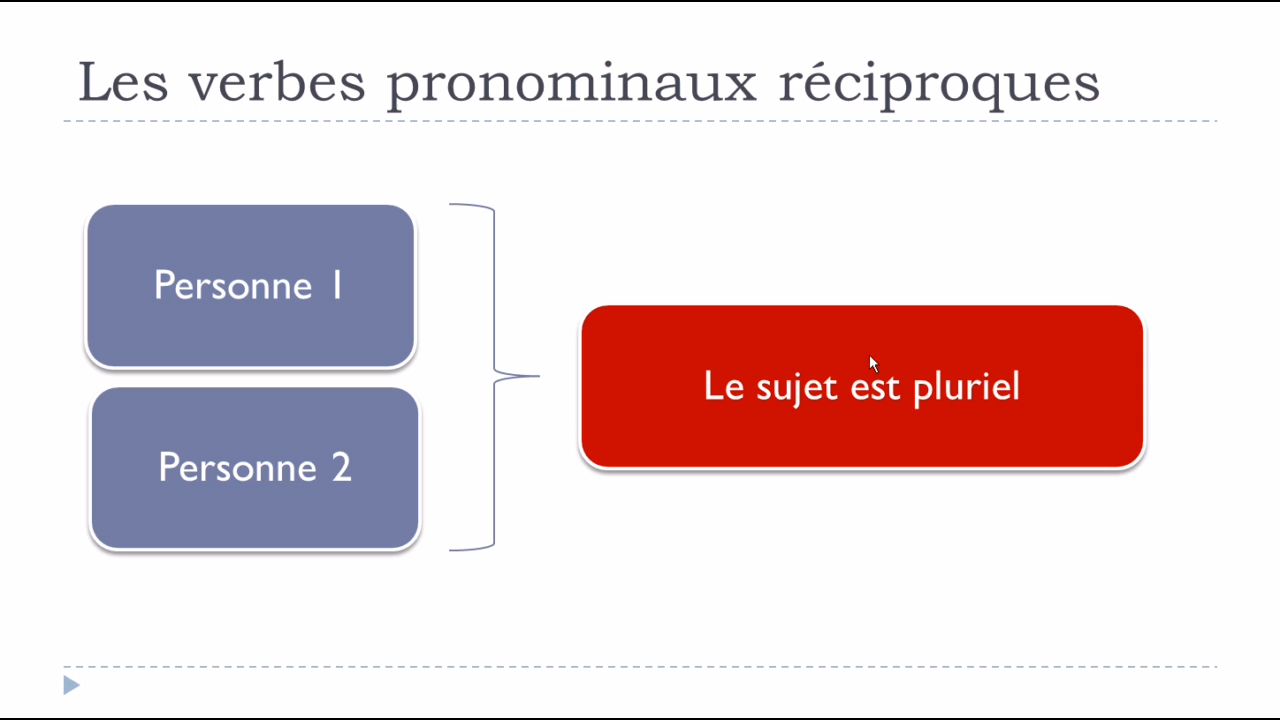 Les verbes pronominaux réciproques
Personne 1
Personne 2
Le sujet est pluriel